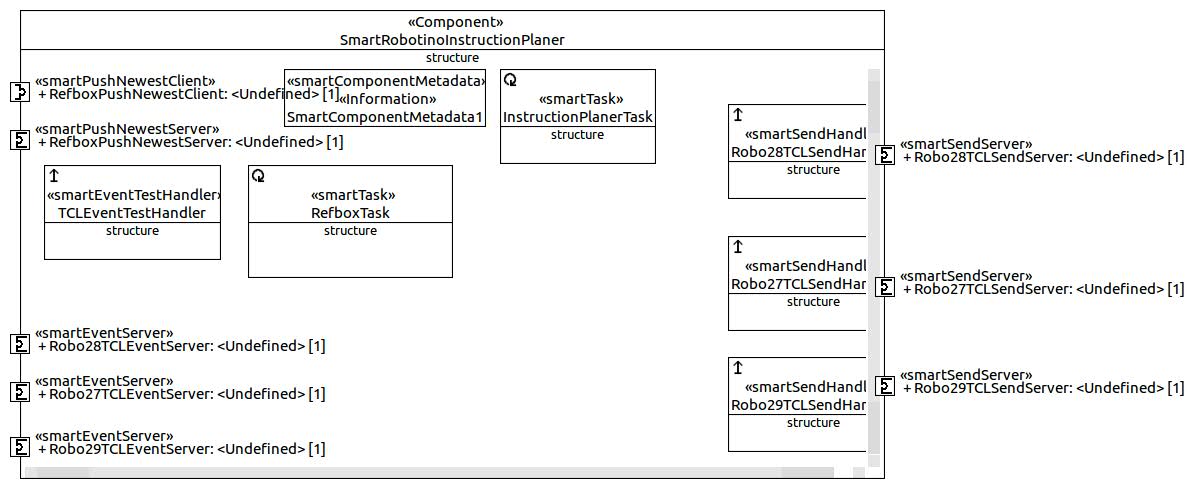 «Component»
SmartRobotinoInstructionPlaner
structure
«smartPushNewestClient»
+ RefboxPushNewestClient: <Undefined> [1]
«smartComponentMetadata»
«Information»
SmartComponentMetadata1
«smartTask»
InstructionPlanerTask
structure
«smartPushNewestServer»
+ RefboxPushNewestServer: <Undefined> [1]
«smartSendHandl
Robo28TCLSendHar
structure
«smartSendServer»
+ Robo28TCLSendServer: <Undefined> [1]
«smartEventTestHandler»
TCLEventTestHandler
structure
«smartTask»
RefboxTask
structure
«smartSendHandl
Robo27TCLSendHar
structure
«smartSendServer»
+ Robo27TCLSendServer: <Undefined> [1]
«smartEventServer»
+ Robo28TCLEventServer: <Undefined> [1]
«smartEventServer»
+ Robo27TCLEventServer: <Undefined> [1]
«smartSendHandl
Robo29TCLSendHar
structure
«smartSendServer»
+ Robo29TCLSendServer: <Undefined> [1]
«smartEventServer»
+ Robo29TCLEventServer: <Undefined> [1]